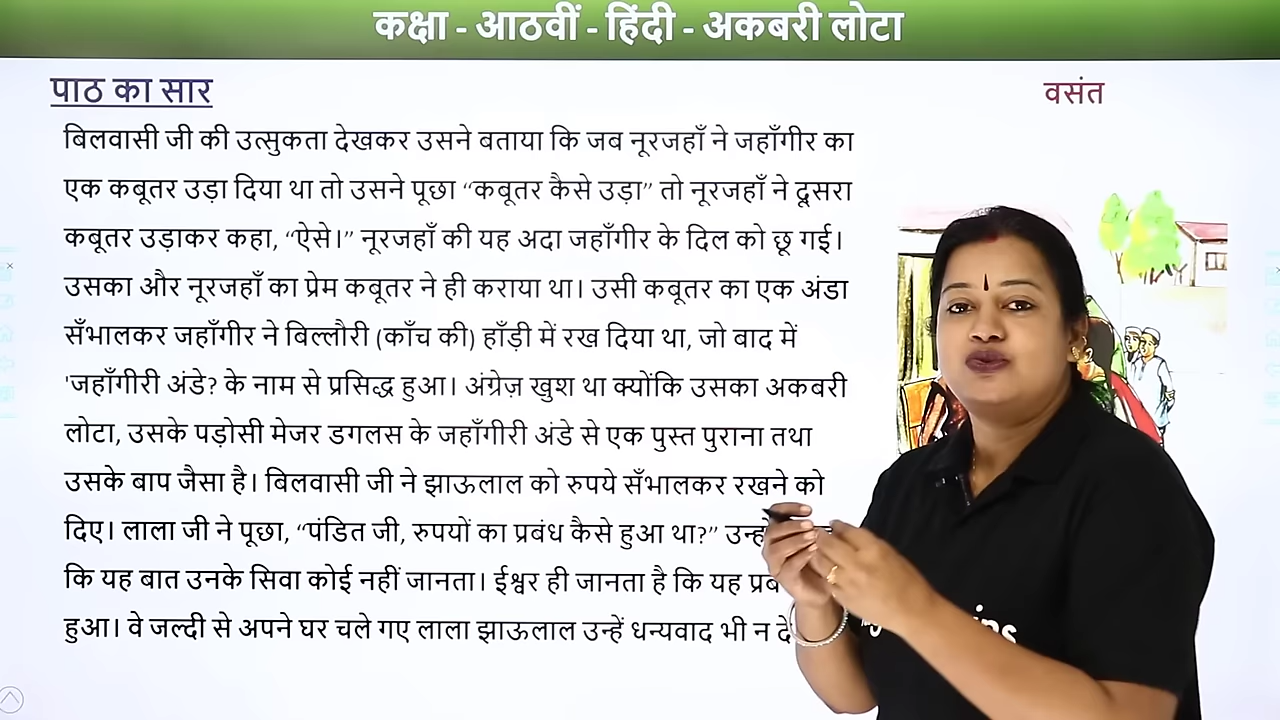 कक्षा - आठवीं - हिंदी - अकबरी लोटा
पाठ का सार
वसंत
बिलवासी जी की उत्सुकता देखकर उसने बताया कि जब नूरजहाँ ने जहाँगीर का
एक कबूतर उड़ा दिया था तो उसने पूछा “कबूतर कैसे उड़ा” तो नूरजहाँ ने दूसरा
कबूतर उड़ाकर कहा, “ऐसे।” नूरजहाँ की यह अदा जहाँगीर के दिल को छू गई।
उसका और नूरजहाँ का प्रेम कबूतर ने ही कराया था। उसी कबूतर का एक अंडा
सँभालकर जहाँगीर ने बिल्लौरी (काँच की) हाँड़ी में रख दिया था, जो बाद में
'जहाँगीरी अंडे? के नाम से प्रसिद्ध हुआ। अंग्रेज़ खुश था क्योंकि उसका अकबरी
लोटा, उसके पड़ोसी मेजर डगलस के जहाँगीरी अंडे से एक पुस्त पुराना तथा
उसके बाप जैसा है। बिलवासी जी ने झाऊलाल को रुपये सँभालकर रखने को
दिए। लाला जी ने पूछा, “पंडित जी, रुपयों का प्रबंध कैसे हुआ था?”
कि यह बात उनके सिवा कोई नहीं जानता। ईश्वर ही जानता है कि यह
हुआ। वे जल्दी से अपने घर चले गए लाला झाऊलाल उन्हें धन्यवाद भी न